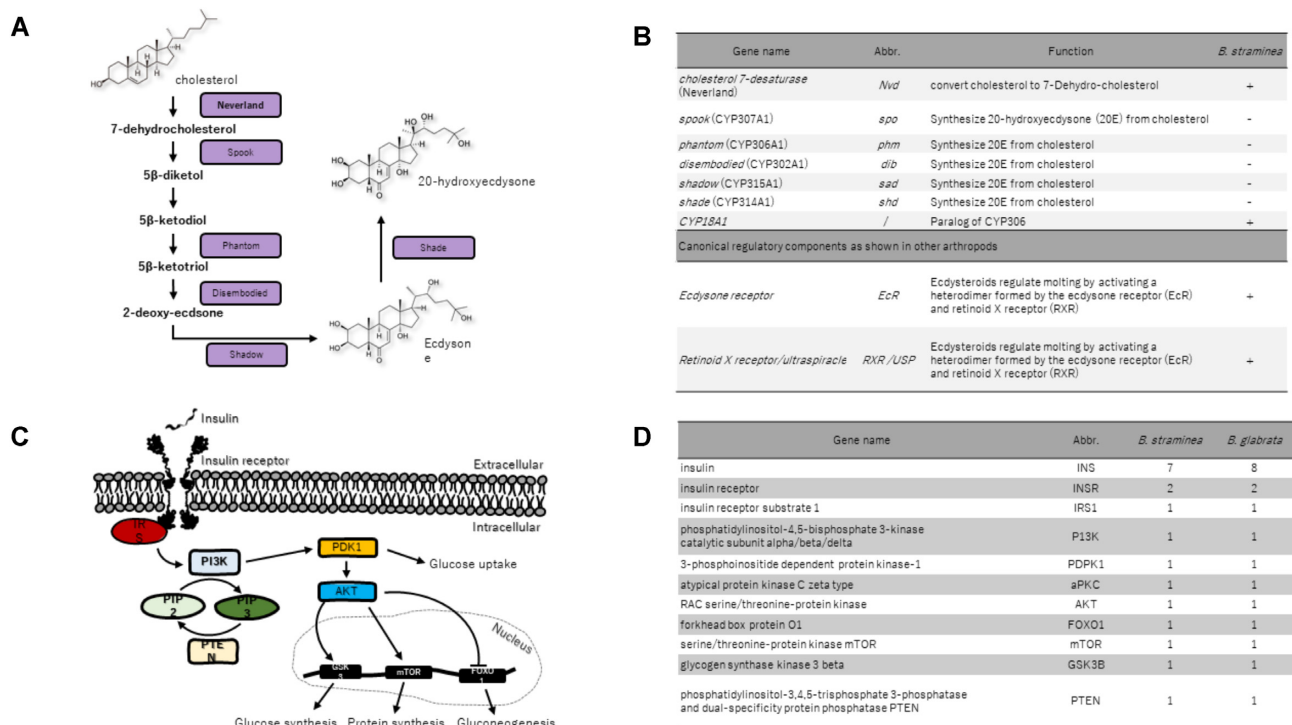 A
cholesterol
HO
H
H
H
Neverland
7-dehydrocholesterol
Spook
5β-diketol
5β-ketodiol
Phantom
5β-ketotriol
Disembodied
2-deoxy-ecdsone
Shadow
HO OH
OH
HO
HO
OH
H
H
O
20-hydroxyecdysone
Shade
OH
OH
HO
HO
OH
H
H
O
Ecdyson
e
B
Gene name Abbr. Function B. straminea
cholesterol 7-desaturase
(Neverland) Nvd convert cholesterol to 7-Dehydro-cholesterol +
spook (CYP307A1) spo Synthesize 20-hydroxyecdysone (20E) from cholesterol -
phantom (CYP306A1) phm Synthesize 20E from cholesterol -
disembodied (CYP302A1) dib Synthesize 20E from cholesterol -
shadow (CYP315A1) sad Synthesize 20E from cholesterol -
shade (CYP314A1) shd Synthesize 20E from cholesterol -
CYP18A1 / Paralog of CYP306 +
Canonical regulatory components as shown in other arthropods
Ecdysone receptor EcR Ecdysteroids regulate molting by activating a
heterodimer formed by the ecdysone receptor (EcR)
and retinoid X receptor (RXR) +
Retinoid X receptor/ultraspiracle RXR /USP Ecdysteroids regulate molting by activating a
heterodimer formed by the ecdysone receptor (EcR)
and retinoid X receptor (RXR) +
C
Insulin
Insulin receptor
Extracellular
Intracellular
IR
S
PI3K
PDK1
Glucose uptake
AKT
PIP
2
PIP
3
PTE
N
Nucleus
GSK
3
mTOR
FOXO
1
Glucose synthesis Protein synthesis Gluconeogenesis
D
Gene name Abbr. B. straminea B. glabrata
insulin INS 7 8
insulin receptor INSR 2 2
insulin receptor substrate 1 IRS1 1 1
phosphatidylinositol-4,5-bisphosphate 3-kinase
catalytic subunit alpha/beta/delta P13K 1 1
3-phosphoinositide dependent protein kinase-1 PDPK1 1 1
atypical protein kinase C zeta type aPKC 1 1
RAC serine/threonine-protein kinase AKT 1 1
forkhead box protein O1 FOXO1 1 1
serine/threonine-protein kinase mTOR mTOR 1 1
glycogen synthase kinase 3 beta GSK3B 1 1
phosphatidylinositol-3,4,5-trisphosphate 3-phosphatase
and dual-specificity protein phosphatase PTEN PTEN 1 1